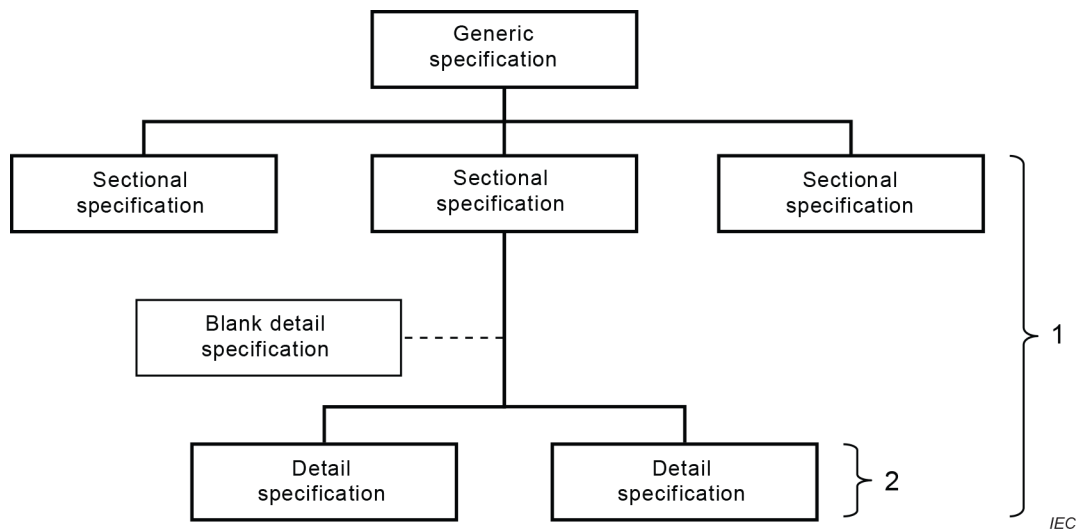 Generic
specification
Sectional
specification
Sectional
specification
Sectional
specification
Blank detail
specification
1
Detail
specification
Detail
specification
2
IEC